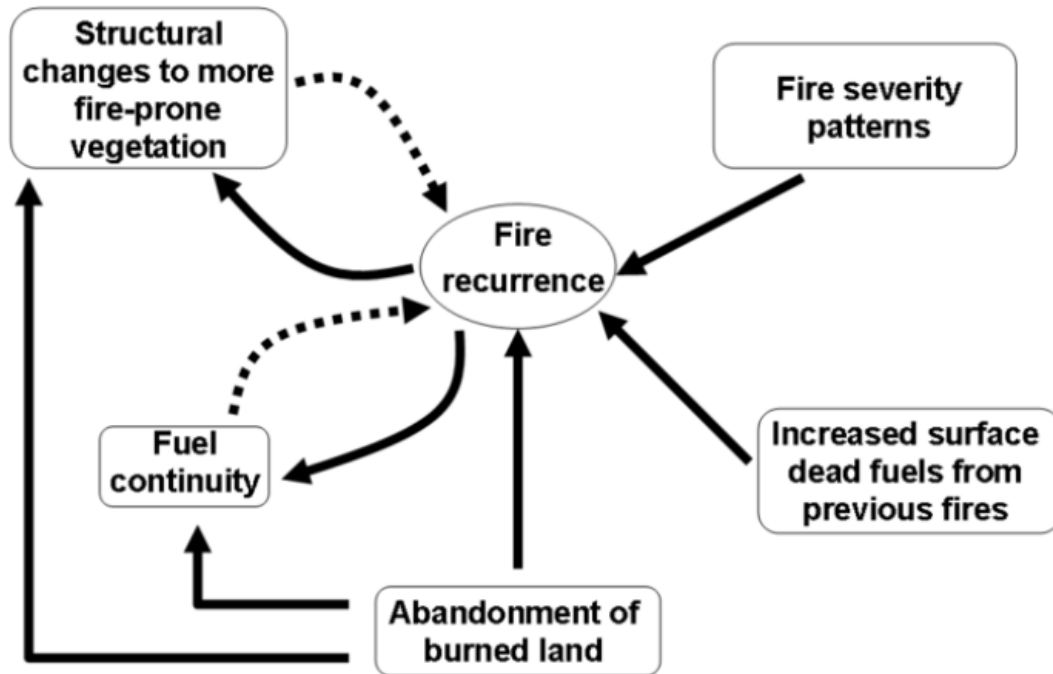 Structural
changes to more
fire-prone
vegetation
Fire severity
patterns
Fire
recurrence
Fuel
continuity
Increased surface
dead fuels from
previous fires
Abandonment of
burned land